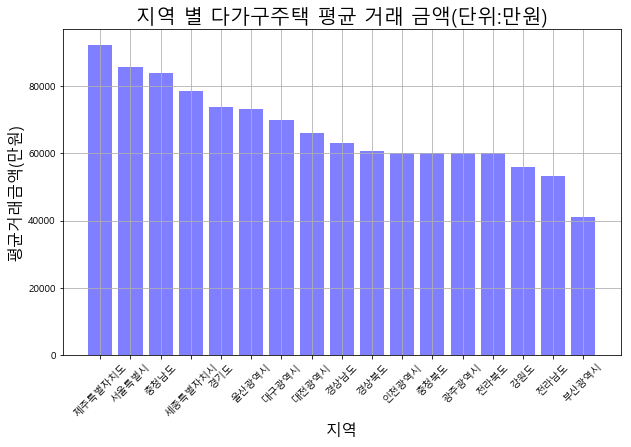 지역 별 다가구주택 평균 거래 금액(단위:만원)
평균거래금액(만원)
80000
60000
40000
20000
0
제주특별자치도
서울특별시
충청남도
세종특별자치시
경기도
울산광역시
대구광역시
대전광역시
경상남도
경상북도
인천광역시
충청북도
광주광역시
전라북도
강원도
전라남도
부산광역시
지역